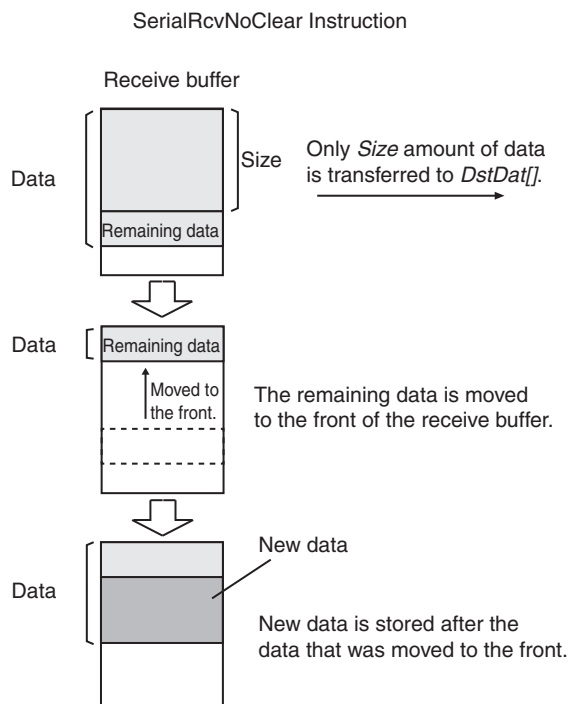 SerialRcvNoClear Instruction
Receive buffer
Data
Size
Only Size amount of data
is transferred to DstDat[].
Remaining data
Data
Remaining data
Moved to
the front.
The remaining data is moved
to the front of the receive buffer.
New data
Data
New data is stored after the
data that was moved to the front.